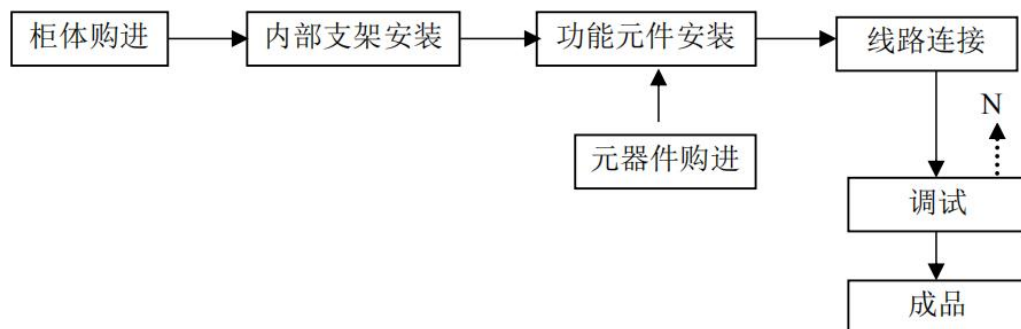 柜体购进
内部支架安装
功能元件安装
线路连接
N
元器件购进
调试
成品